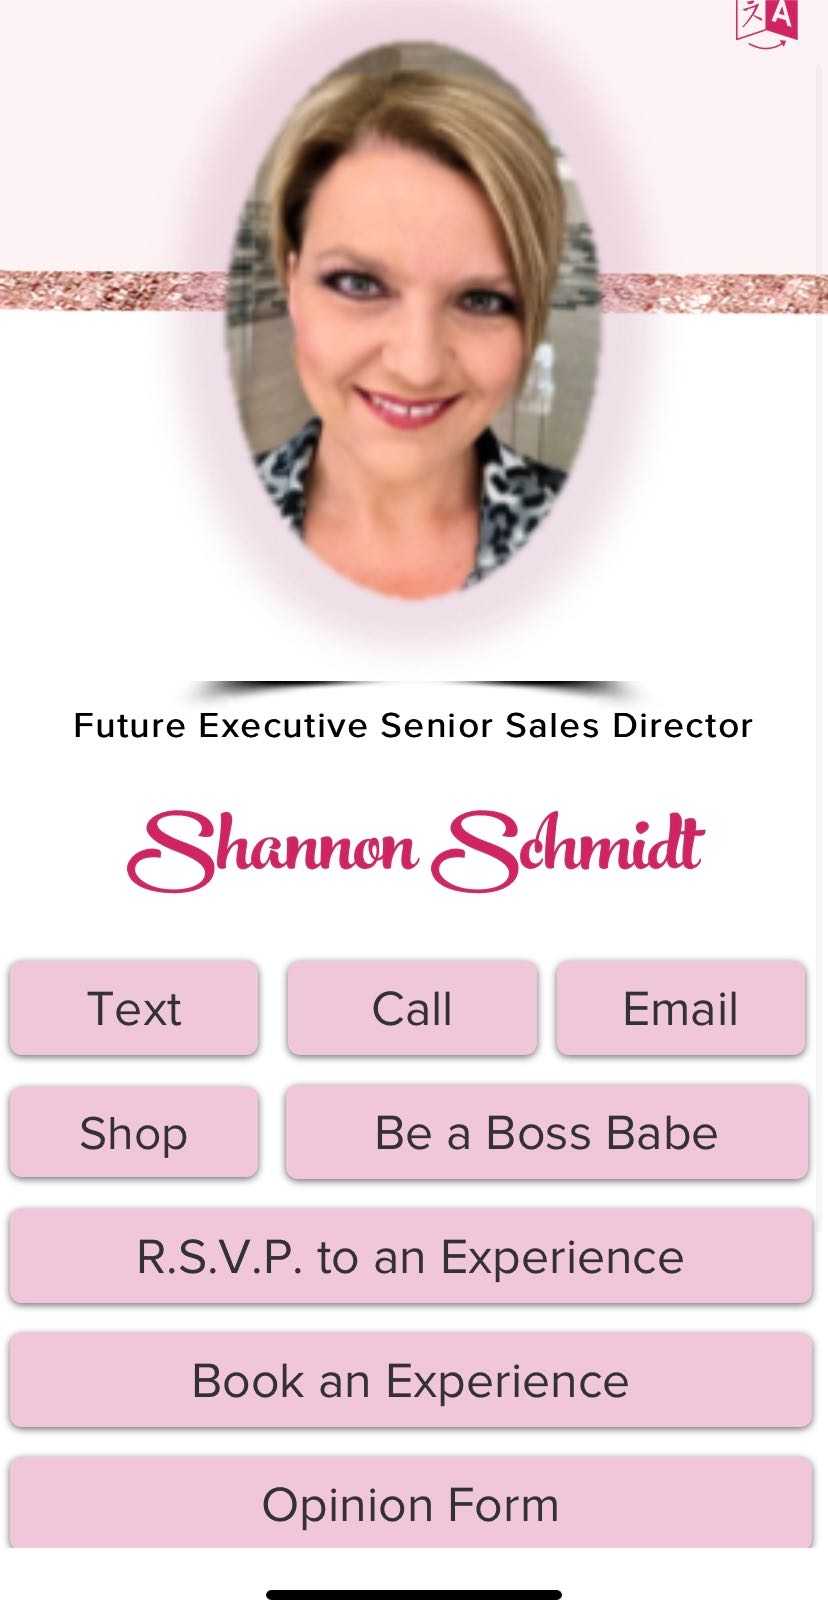 Future Executive Senior Sales Director
Shannon Schmidt
Text Call Email
Shop Be a Boss Babe
R.S.V.P. to an Experience
Book an Experience
Opinion Form